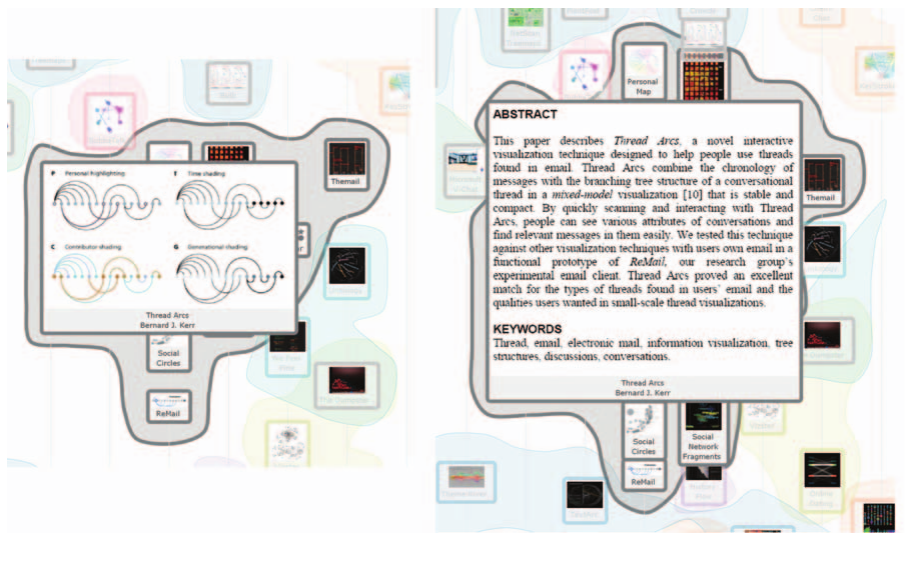 P Personal highlighting
T Time shading
C Contributor shading
G Generational shading
Thread Arcs
Bernard J. Kerr
Themail
Social
Circles
ReMail
Personal
Map
ABSTRACT
This paper describes Thread Arcs, a novel interactive
visualization technique designed to help people use threads
found in email. Thread Arcs combine the chronology of
messages with the branching tree structure of a conversational
thread in a mixed-model visualization [10] that is stable and
compact. By quickly scanning and interacting with Thread
Arcs, people can see various attributes of conversations and
find relevant messages in them easily. We tested this technique
against other visualization techniques with users own email in a
functional prototype of ReMail, our research group's
experimental email client. Thread Arcs proved an excellent
match for the types of threads found in users' email and the
qualities users wanted in small-scale thread visualizations.
KEYWORDS
Thread, email, electronic mail, information visualization, tree
structures, discussions, conversations.
Thread Arcs
Bernard J. Kerr
Themail
Social
Circles
ReMail
Social
Network
Fragments